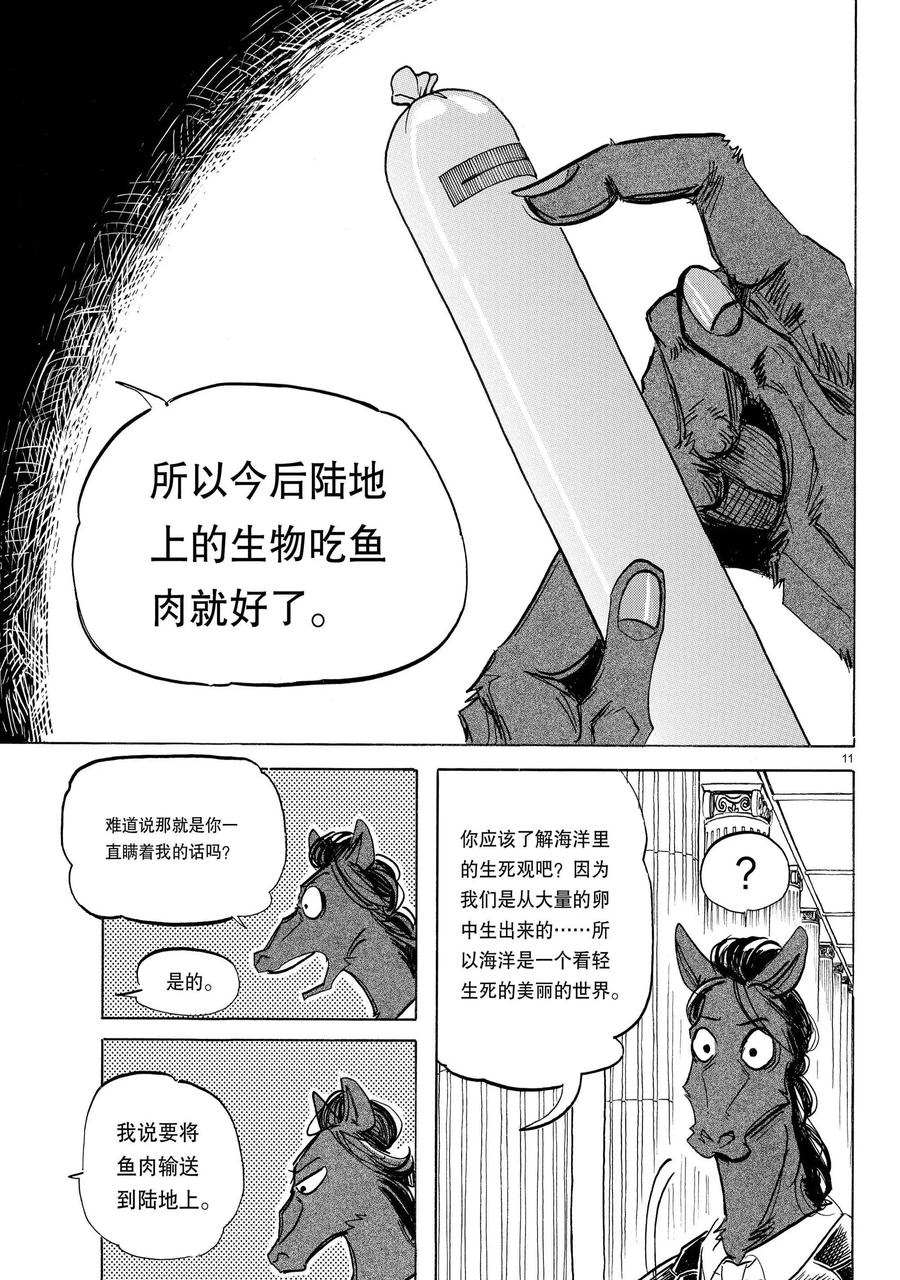 所以今后陆地
上的生物吃鱼
肉就好了。
11
?
你应该了解海洋里
的生死观吧？因为
我们是从大量的卵
中生出来的……所
以海洋是一个看轻
生死的美丽的世界。
难道说那就是你一
直瞒着我的话吗?
是的。
我说要将
鱼肉输送
到陆地上。